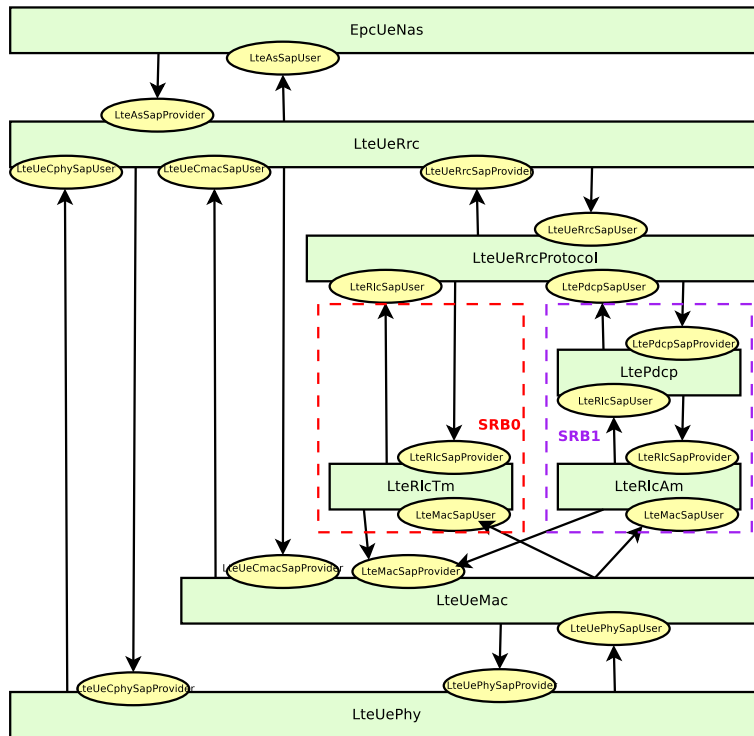 EpcUeNas
LteAsSapUser
LteAsSapProvider
LteUeRrc
LteUeCphySapUser
LteUeCmacSapUser
LteUeRrcSapProvider
LteUeRrcSapUser
LteUeRrcProtocol
LteRlcSapUser
LtePdcpSapUser
LtePdcpSapProvider
LtePdcp
LteRlcSapUser
SRB0
SRB1
LteRlcSapProvider
LteRlcSapProvider
LteRlcTm
LteRlcAm
LteMacSapUser
LteMacSapUser
LteUeCmacSapProvider
LteMacSapProvider
LteUeMac
LteUePhySapUser
LteUeCphySapProvider
LteUePhySapProvider
LteUePhy